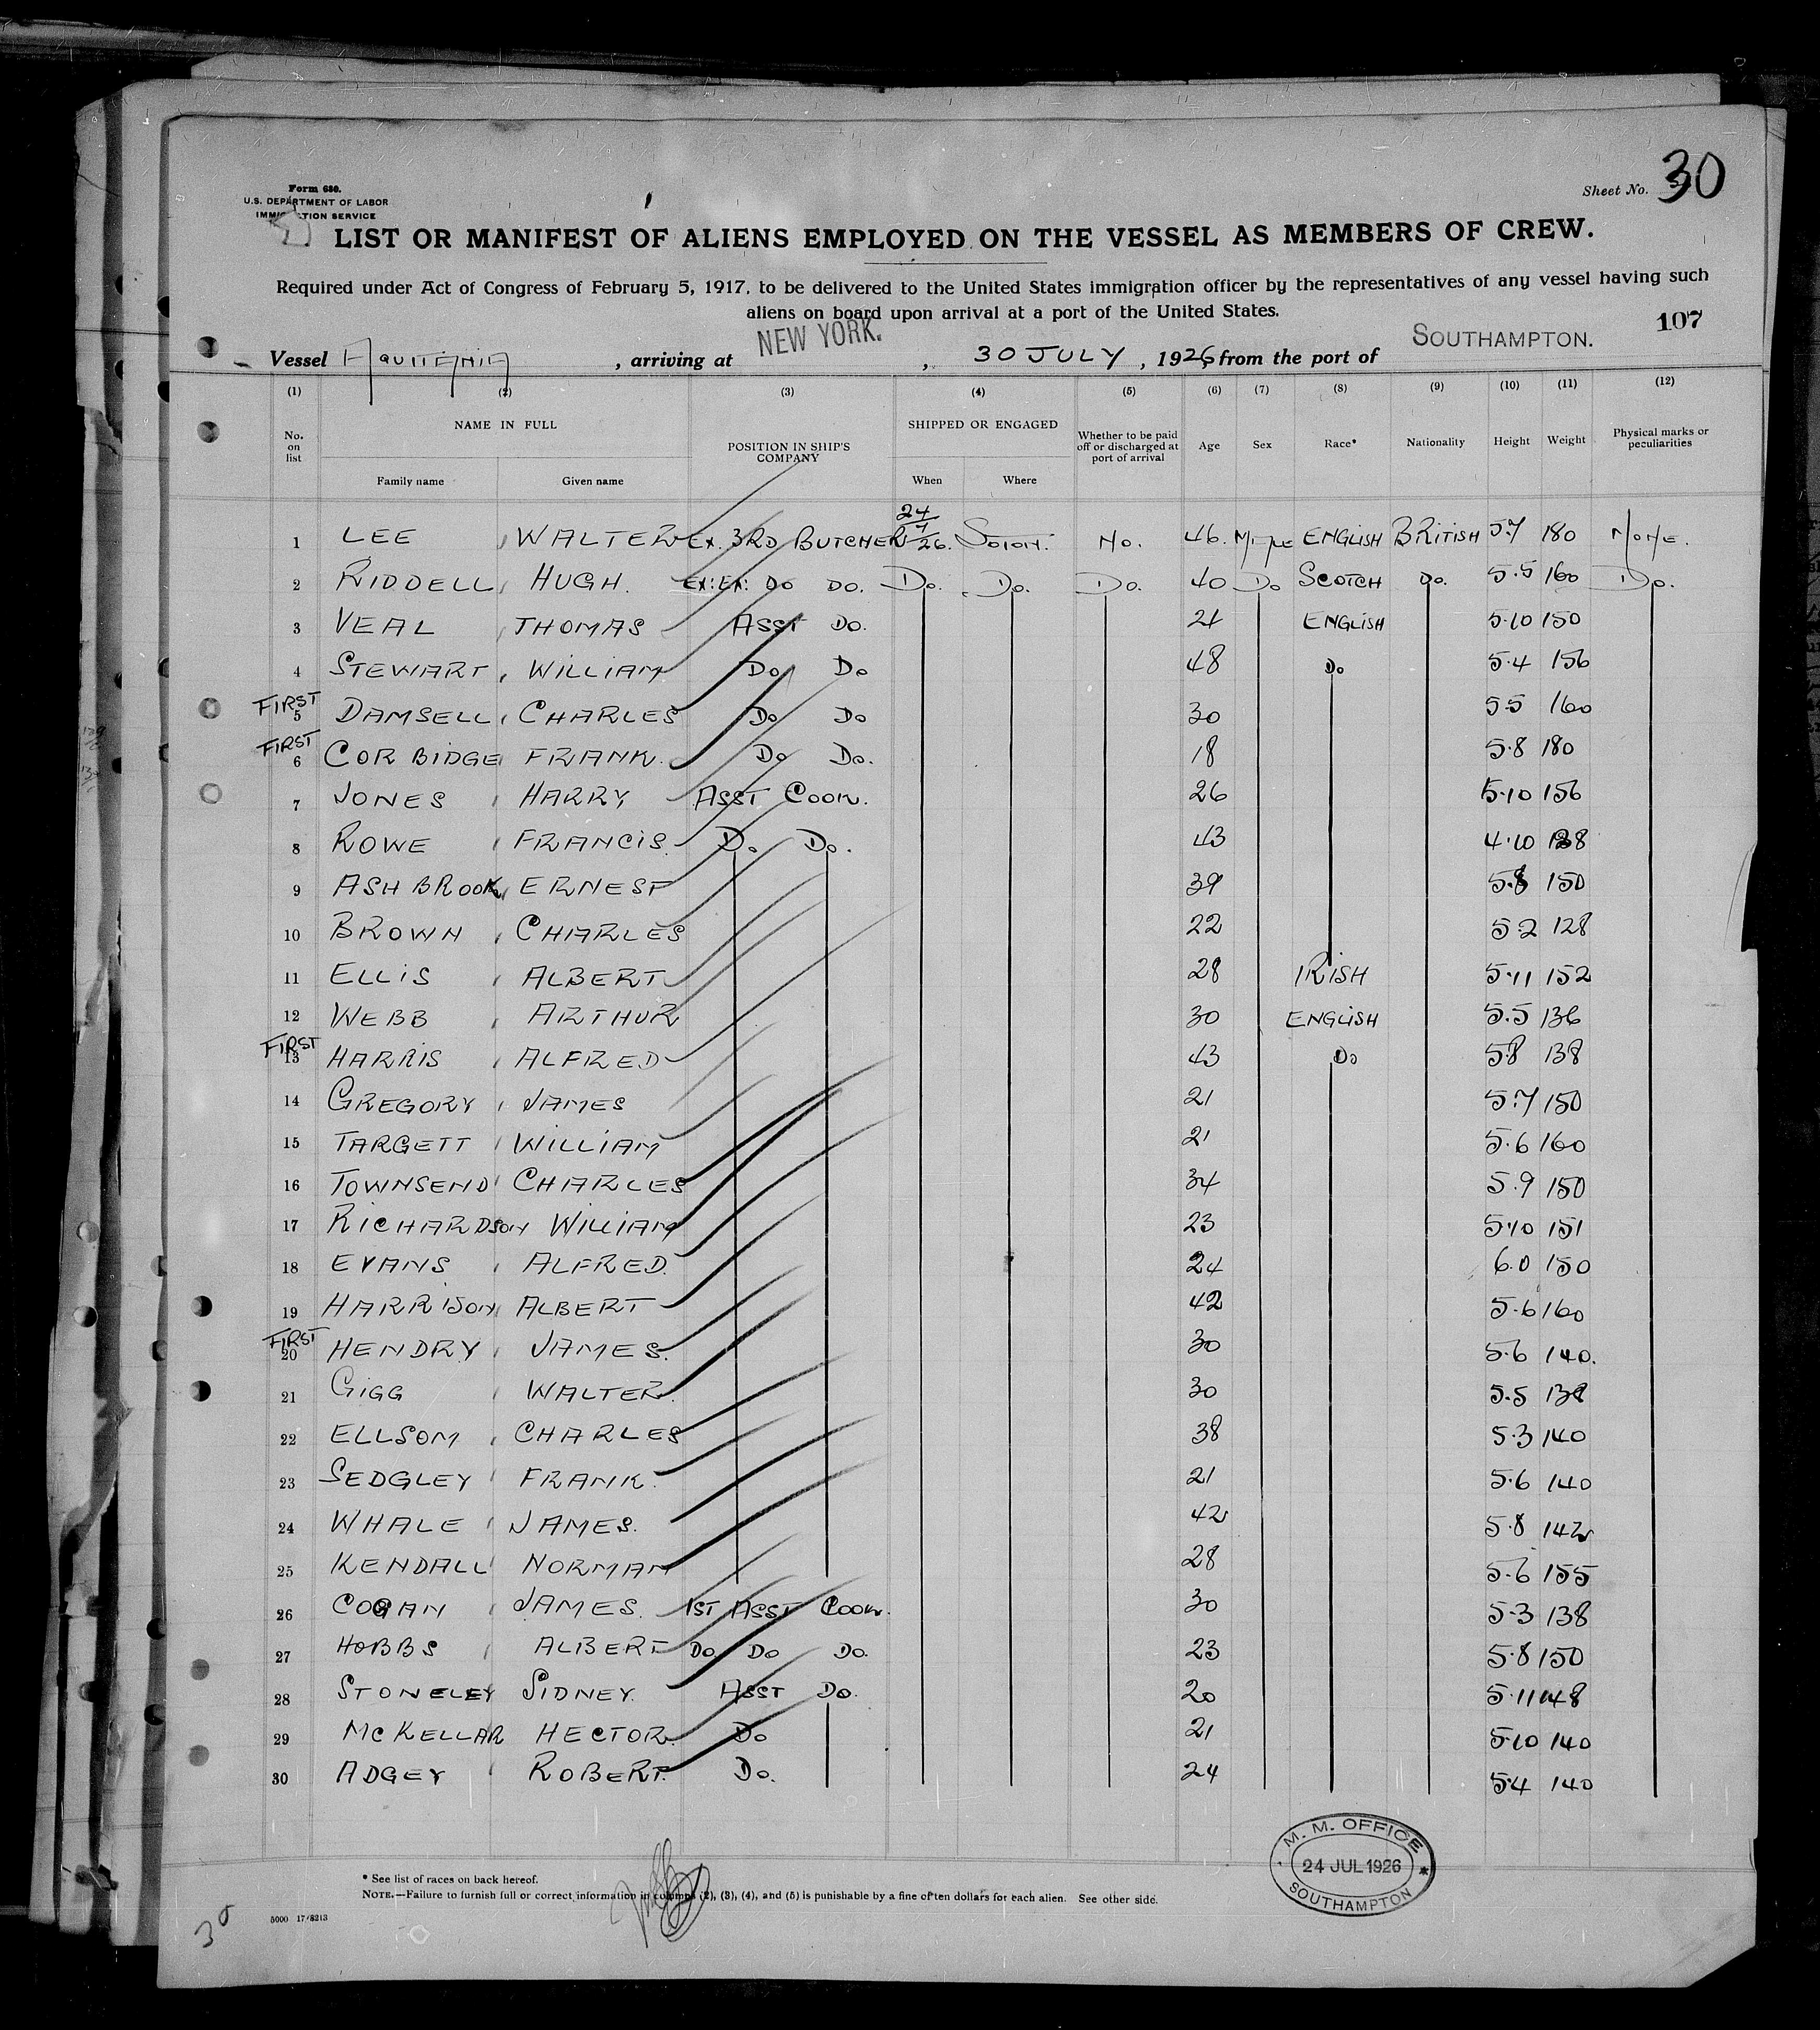 Form 680.
U.S. DEPARTMENT OF LABOR
IMMIGRATION SERVICE
Sheet No. 30
LIST OR MANIFEST OF ALIENS EMPLOYED ON THE VESSEL AS MEMBERS OF CREW.
Required under Act of Congress of February 5, 1917, to be delivered to the United States immigration officer by the representatives of any vessel having such
aliens on board upon arrival at a port of the United States.
107
Vessel AQUITANIA, arriving at NEW YORK., 30 JULY, 1926 from the port of SOUTHAMPTON.
(1) (2) (3) (4) (5) (6) (7) (8) (9) (10) (11) (12)
No. on list NAME IN FULL POSITION IN SHIP'S COMPANY SHIPPED OR ENGAGED Whether to be paid off or discharged at port of arrival Age Sex Race* Nationality Height Weight Physical marks or peculiarities
Family name Given name When Where
1 LEE, WALTER Ex. 3RD BUTCHER 24/7/26. SOTON. NO. 46. MALE ENGLISH BRITISH 5.7 180 NONE.
2 RIDDELL, HUGH. EX: EX: DO DO. DO. DO. DO. 40 DO SCOTCH DO. 5.5 160 DO.
3 VEAL, THOMAS ASST DO. 21 ENGLISH 5.10 150
4 STEWART, WILLIAM DO DO 48 DO 5.4 156
FIRST 5 DAMSELL, CHARLES DO DO 30 5.5 160
FIRST 6 CORBIDGE FRANK. DO DO. 18 5.8 180
7 JONES, HARRY ASST COOK. 26 5.10 156
8 ROWE, FRANCIS. DO DO. 43 4.10 138
9 ASHBROOK, ERNEST 39 5.8 150
10 BROWN, CHARLES 22 5.2 128
11 ELLIS, ALBERT 28 IRISH 5.11 152
12 WEBB, ARTHUR 30 ENGLISH 5.5 136
FIRST 13 HARRIS, ALFRED 43 DO 5.8 138
14 GREGORY, JAMES 21 5.7 150
15 TARGETT, WILLIAM 21 5.6 160
16 TOWNSEND, CHARLES 34 5.9 150
17 RICHARDSON WILLIAM 23 5.10 151
18 EVANS, ALFRED. 24 6.0 150
19 HARRISON, ALBERT 42 5.6 160
FIRST 20 HENDRY, JAMES. 30 5.6 140.
21 GIGG, WALTER. 30 5.5 138
22 ELLSOM, CHARLES 38 5.3 140
23 SEDGLEY, FRANK. 21 5.6 140
24 WHALE, JAMES. 42 5.8 142
25 KENDALL, NORMAN 28 5.6 155
26 COGAN, JAMES. 1ST ASST COOK. 30 5.3 138
27 HOBBS, ALBERT DO DO DO. 23 5.8 150
28 STONELEY SIDNEY. ASST DO. 20 5.11 148
29 MCKELLAR HECTOR. DO 21 5.10 140
30 ADGEY, ROBERT. DO. 24 5.4 140
* See list of races on back hereof.
NOTE.—Failure to furnish full or correct information in columns (2), (3), (4), and (5) is punishable by a fine of ten dollars for each alien. See other side.
5000 17/8213
30
M. M. OFFICE
24 JUL 1926
SOUTHAMPTON